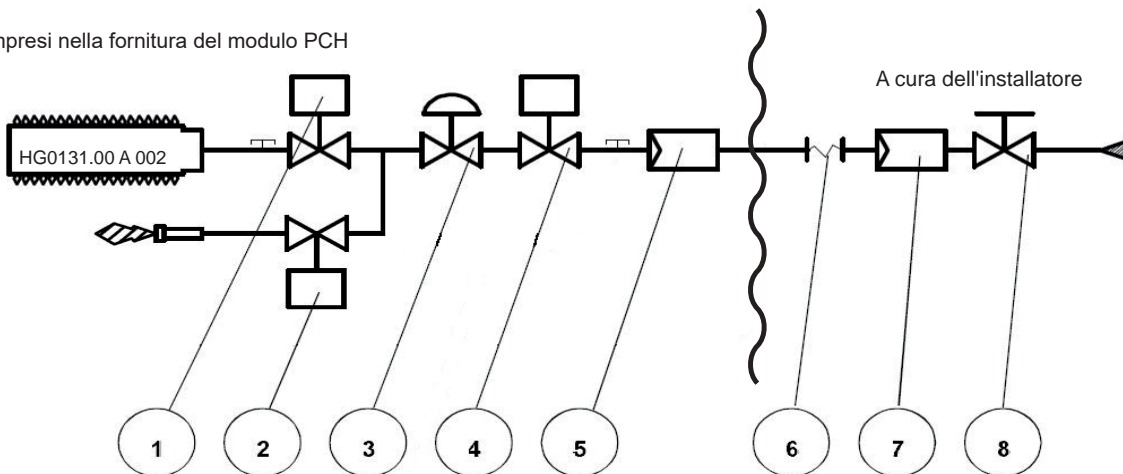 nella fornitura del modulo PCH
A cura dell'installatore
HG0131.00 A 002
1 2 3 4 5 6 7 8